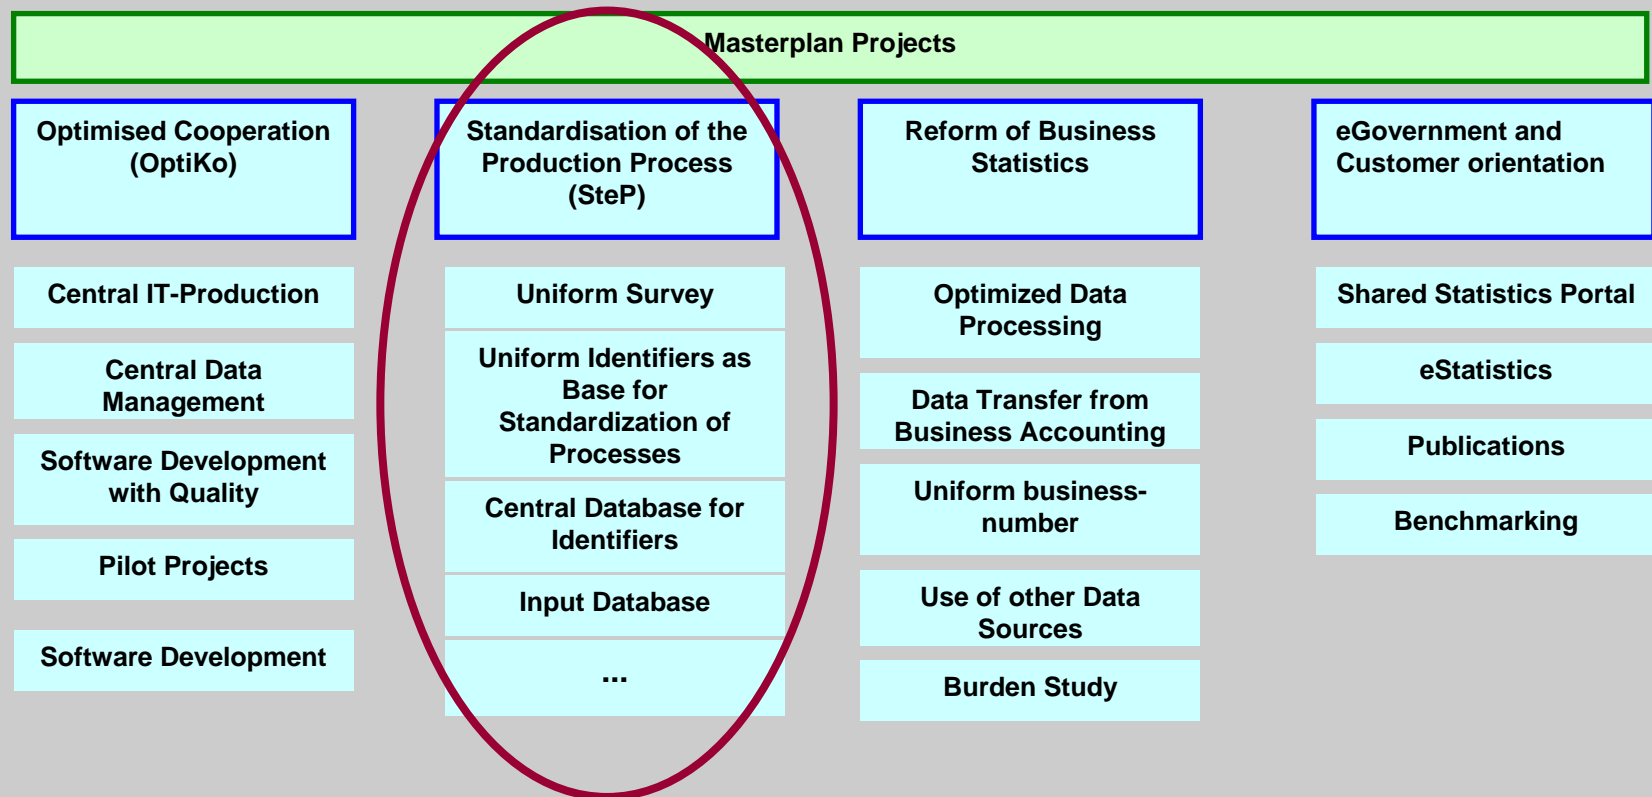 Masterplan Projects
Optimised Cooperation
(OptiKo)
Central IT-Production
Central Data
Management
Software Development
with Quality
Pilot Projects
Software Development
Standardisation of the
Production Process
(SteP)
Uniform Survey
Uniform Identifiers as
Base for
Standardization of
Processes
Central Database for
Identifiers
Input Database
...
Reform of Business
Statistics
Optimized Data
Processing
Data Transfer from
Business Accounting
Uniform business-
number
Use of other Data
Sources
Burden Study
eGovernment and
Customer orientation
Shared Statistics Portal
eStatistics
Publications
Benchmarking